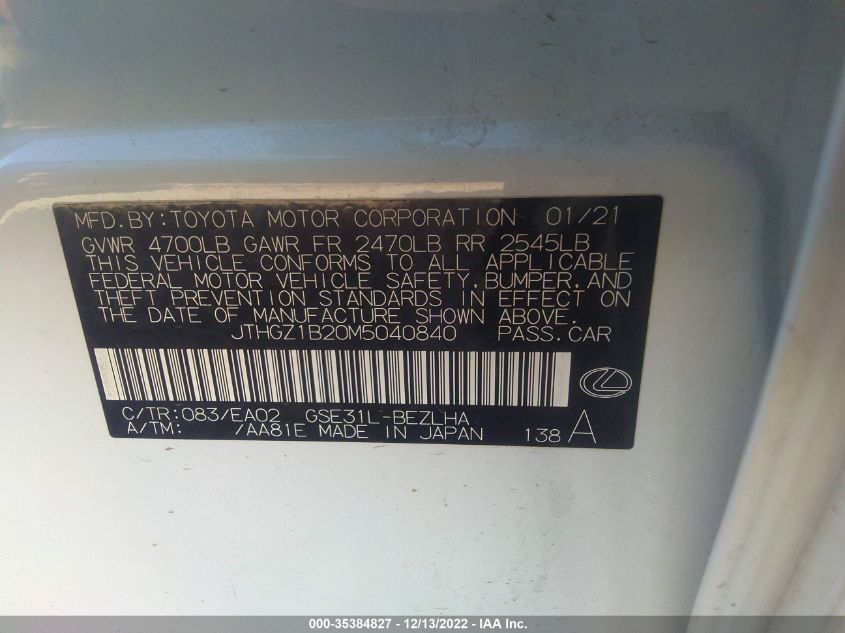 MFD.BY:TOYOTA MOTOR CORPORATION 01/21
GVWR 4700LB GAWR FR 2470LB RR 2545LB
THIS VEHICLE CONFORMS TO ALL APPLICABLE
FEDERAL MOTOR VEHICLE SAFETY,BUMPER,AND
THEFT PREVENTION STANDARDS IN EFFECT ON
THE DATE OF MANUFACTURE SHOWN ABOVE.
JTHGZ1B20M5040840 PASS.CAR
C/TR:083/EA02 GSE31L-BEZLHA
A/TM: /AA81E MADE IN JAPAN 138 A
000-35384827 - 12/13/2022 - IAA Inc.